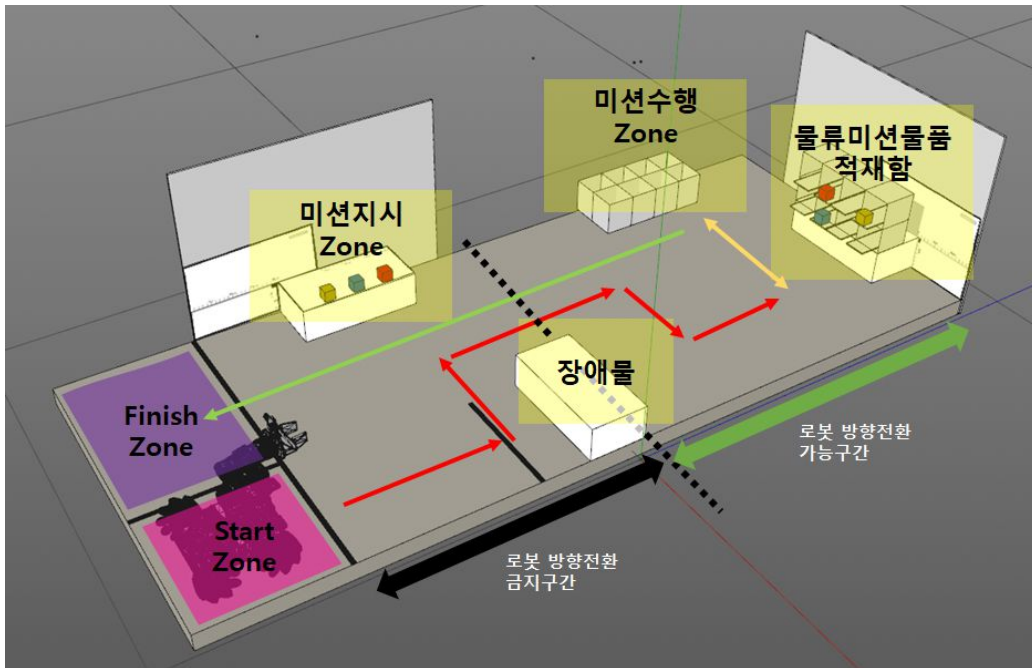 미션수행
Zone
물류미션물품
적재함
미션지시
Zone
장애물
Finish
Zone
로봇 방향전환
가능구간
Start
Zone
로봇 방향전환
금지구간